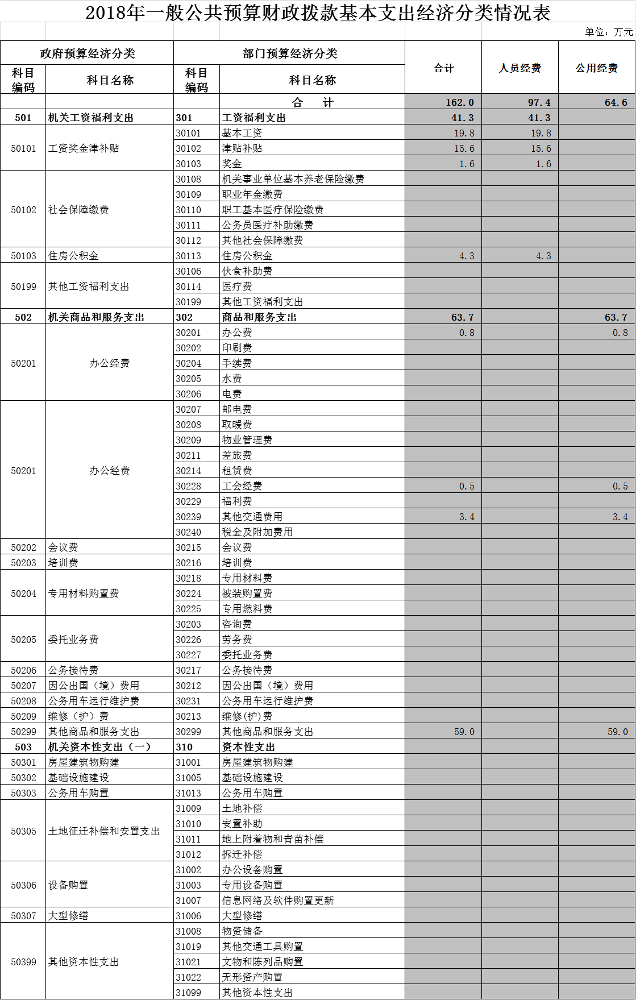 2018年一般公共预算财政拨款基本支出经济分类情况表
单位：万元
政府预算经济分类 部门预算经济分类 合计 人员经费 公用经费
科目编码 科目名称 科目编码 科目名称
合 计 162.0 97.4 64.6
501 机关工资福利支出 301 工资福利支出 41.3 41.3
50101 工资奖金津补贴 30101 基本工资 19.8 19.8
30102 津贴补贴 15.6 15.6
30103 奖金 1.6 1.6
50102 社会保障缴费 30108 机关事业单位基本养老保险缴费
30109 职业年金缴费
30110 职工基本医疗保险缴费
30111 公务员医疗补助缴费
30112 其他社会保障缴费
50103 住房公积金 30113 住房公积金 4.3 4.3
50199 其他工资福利支出 30106 伙食补助费
30114 医疗费
30199 其他工资福利支出
502 机关商品和服务支出 302 商品和服务支出 63.7 63.7
50201 办公经费 30201 办公费 0.8 0.8
30202 印刷费
30204 手续费
30205 水费
30206 电费
50201 办公经费 30207 邮电费
30208 取暖费
30209 物业管理费
30211 差旅费
30214 租赁费
30228 工会经费 0.5 0.5
30229 福利费
30239 其他交通费用 3.4 3.4
30240 税金及附加费用
50202 会议费 30215 会议费
50203 培训费 30216 培训费
50204 专用材料购置费 30218 专用材料费
30224 被装购置费
30225 专用燃料费
50205 委托业务费 30203 咨询费
30226 劳务费
30227 委托业务费
50206 公务接待费 30217 公务接待费
50207 因公出国（境）费用 30212 因公出国（境）费用
50208 公务用车运行维护费 30231 公务用车运行维护费
50209 维修（护）费 30213 维修(护)费
50299 其他商品和服务支出 30299 其他商品和服务支出 59.0 59.0
503 机关资本性支出（一） 310 资本性支出
50301 房屋建筑物购建 31001 房屋建筑物购建
50302 基础设施建设 31005 基础设施建设
50303 公务用车购置 31013 公务用车购置
50305 土地征迁补偿和安置支出 31009 土地补偿
31010 安置补助
31011 地上附着物和青苗补偿
31012 拆迁补偿
50306 设备购置 31002 办公设备购置
31003 专用设备购置
31007 信息网络及软件购置更新
50307 大型修缮 31006 大型修缮
50399 其他资本性支出 31008 物资储备
31019 其他交通工具购置
31021 文物和陈列品购置
31022 无形资产购置
31099 其他资本性支出